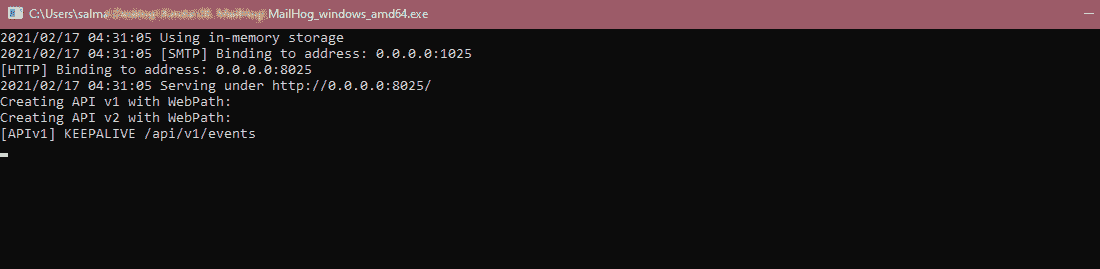 C:\Users\salma MailHog_windows_amd64.exe
2021/02/17 04:31:05 Using in-memory storage
2021/02/17 04:31:05 [SMTP] Binding to address: 0.0.0.0:1025
[HTTP] Binding to address: 0.0.0.0:8025
2021/02/17 04:31:05 Serving under http://0.0.0.0:8025/
Creating API v1 with WebPath:
Creating API v2 with WebPath:
[APIv1] KEEPALIVE /api/v1/events